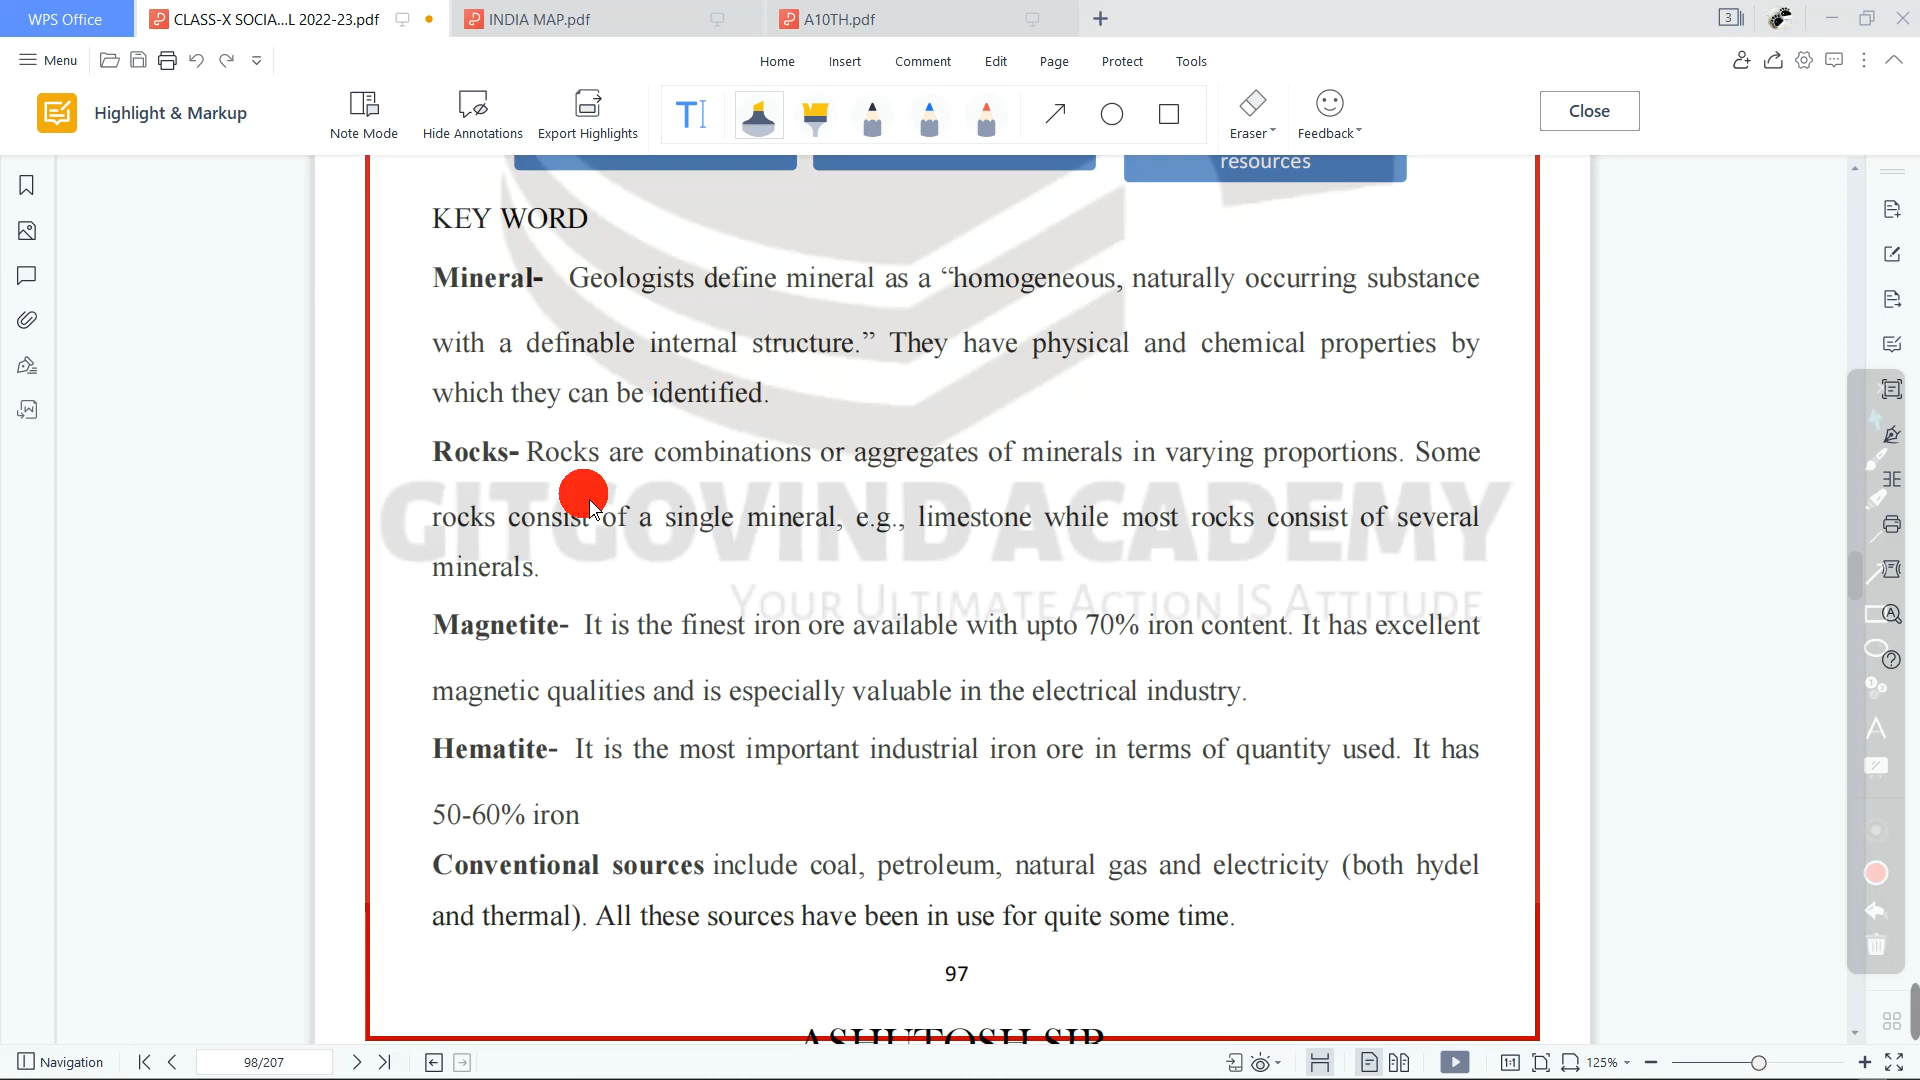 WPS Office
CLASS-X SOCIA...L 2022-23.pdf
INDIA MAP.pdf
A10TH.pdf
3
Menu
Home
Insert
Comment
Edit
Page
Protect
Tools
Highlight & Markup
Note Mode
Hide Annotations
Export Highlights
Eraser
Feedback
Close
resources
KEY WORD
Mineral- Geologists define mineral as a “homogeneous, naturally occurring substance
with a definable internal structure.” They have physical and chemical properties by
which they can be identified.
Rocks- Rocks are combinations or aggregates of minerals in varying proportions. Some
GITGOVIND ACADEMY
rocks consist of a single mineral, e.g., limestone while most rocks consist of several
minerals.
YOUR ULTIMATE ACTION IS ATTITUDE
Magnetite- It is the finest iron ore available with upto 70% iron content. It has excellent
magnetic qualities and is especially valuable in the electrical industry.
Hematite- It is the most important industrial iron ore in terms of quantity used. It has
50-60% iron
Conventional sources include coal, petroleum, natural gas and electricity (both hydel
and thermal). All these sources have been in use for quite some time.
97
ASHUTOSH SIR
Navigation
98/207
125%